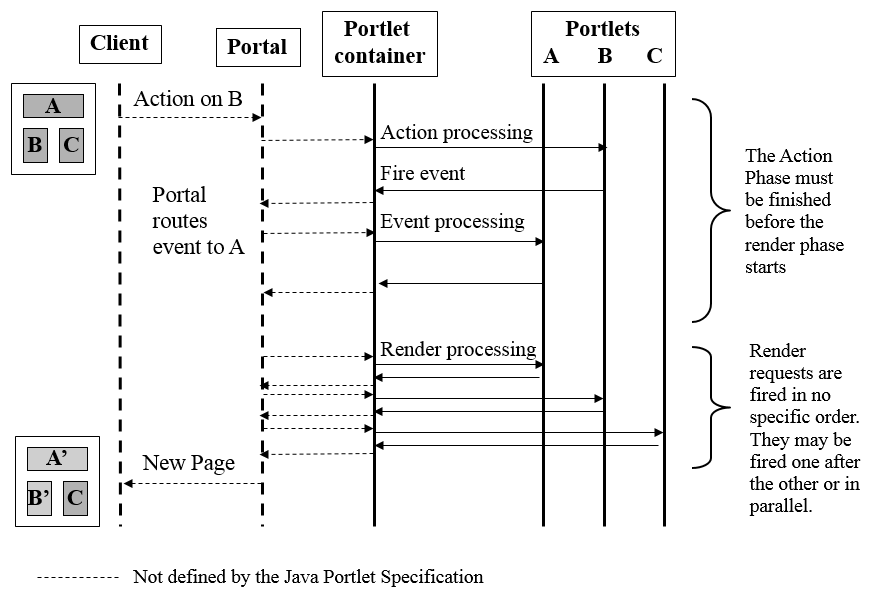 Client
Portal
Portlet
container
Portlets
A B C
A
B C
Action on B
Action processing
Fire event
Portal
routes
event to A
Event processing
The Action
Phase must
be finished
before the
render phase
starts
Render processing
Render
requests are
fired in no
specific order.
They may be
fired one after
the other or in
parallel.
A’
B’ C
New Page
Not defined by the Java Portlet Specification